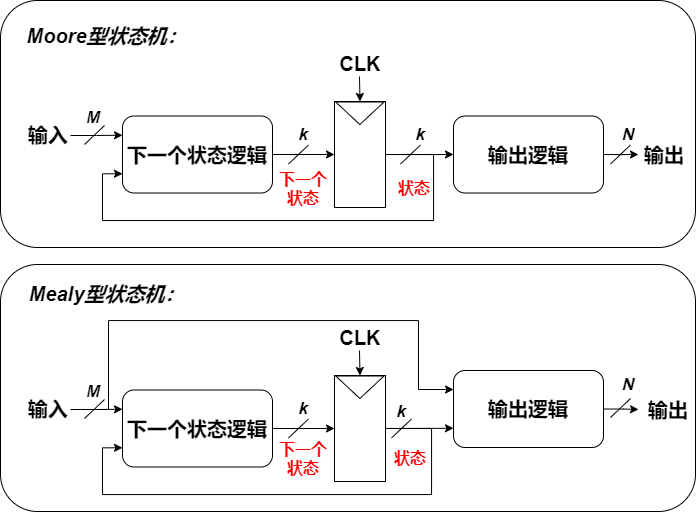 Moore型状态机：
CLK
输入
M
下一个状态逻辑
k
下一个
状态
k
状态
输出逻辑
N
输出
Mealy型状态机：
CLK
输入
M
下一个状态逻辑
k
下一个
状态
k
状态
输出逻辑
N
输出